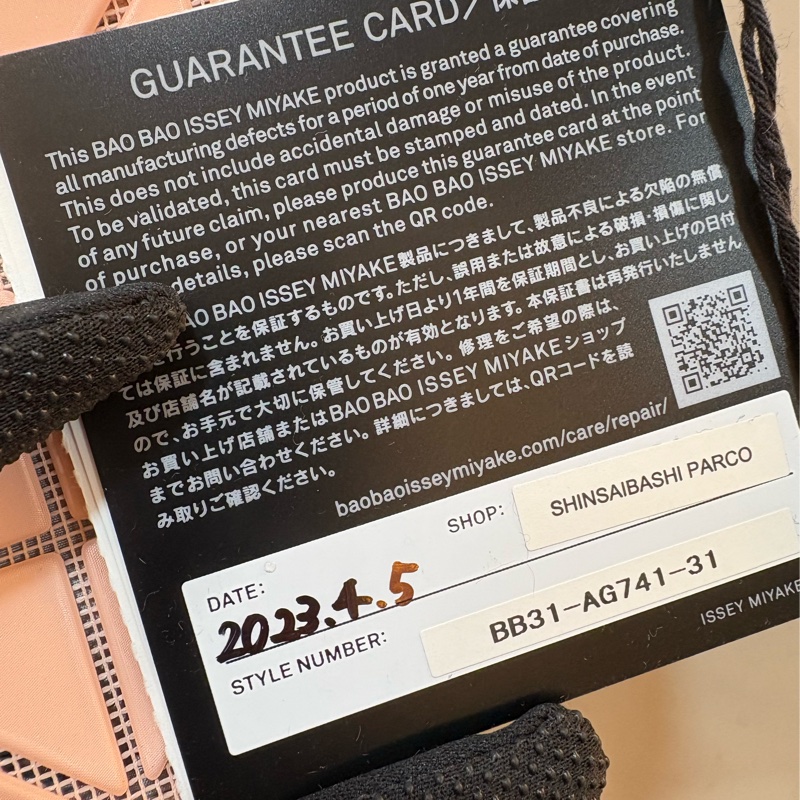 GUARANTEE CARD/
This BAO BAO ISSEY MIYAKE product is granted a guarantee covering
all manufacturing defects for a period of one year from date of purchase.
This does not include accidental damage or misuse of the product.
To be validated, this card must be stamped and dated. In the event
of any future claim, please produce this guarantee card at the point
of purchase, or your nearest BAO BAO ISSEY MIYAKE store. For
details, please scan the QR code.
BAO BAO ISSEY MIYAKE製品につきまして、製品不良による欠陥の無償
行うことを保証するものです。ただし、誤用または故意による破損・損傷に関し
ては保証に含まれません。お買い上げ日より1年間を保証期間とし、お買い上げの日付
及び店舗名が記載されているものが有効となります。本保証書は再発行いたしません
ので、お手元で大切に保管してください。修理をご希望の際は、
お買い上げ店舗またはBAO BAO ISSEY MIYAKEショップ
までお問い合わせください。詳細につきましては、QRコードを読
み取りご確認ください。
baobaoisseymiyake.com/care/repair/
SHOP: SHINSAIBASHI PARCO
DATE: 2023.4.5
STYLE NUMBER: BB31-AG741-31
ISSEY MIYAKE